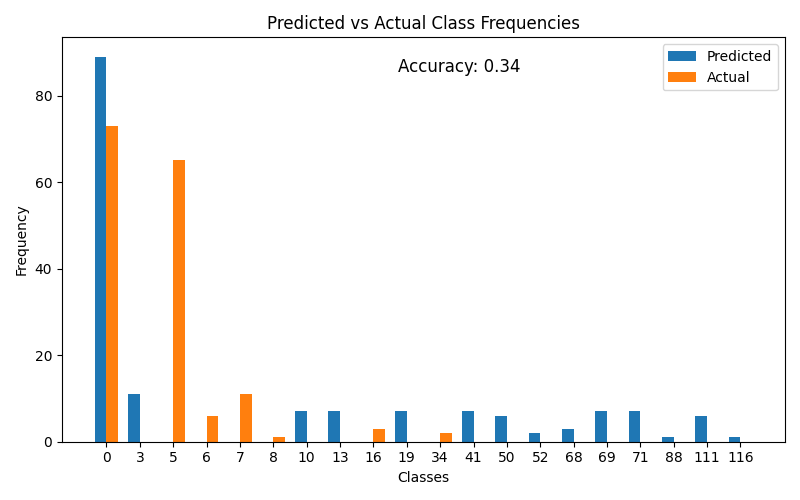 Predicted vs Actual Class Frequencies
Accuracy: 0.34
Predicted
Actual
Frequency
80
60
40
20
0
0 3 5 6 7 8 10 13 16 19 34 41 50 52 68 69 71 88 111 116
Classes